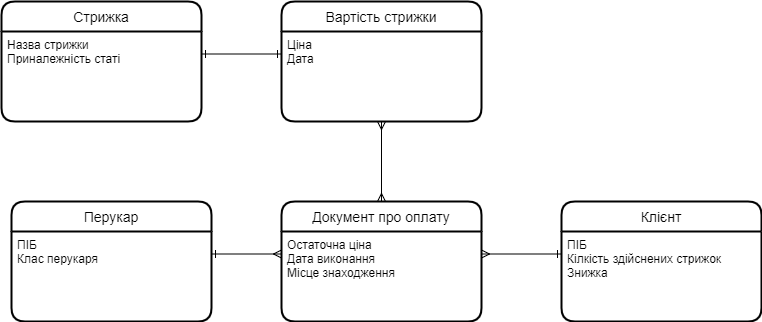 Стрижка
Назва стрижки
Приналежність статі
Вартість стрижки
Ціна
Дата
Перукар
ПІБ
Клас перукаря
Документ про оплату
Остаточна ціна
Дата виконання
Місце знаходження
Клієнт
ПІБ
Кілкість здійснених стрижок
Знижка